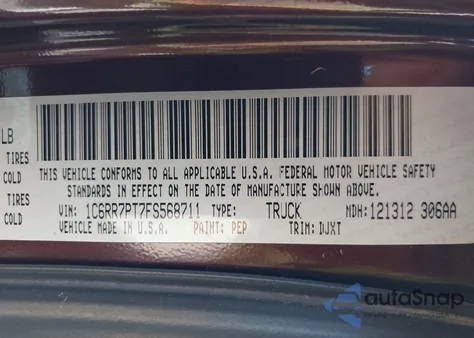 LB
TIRES
COLD
TIRES
COLD
THIS VEHICLE CONFORMS TO ALL APPLICABLE U.S.A. FEDERAL MOTOR VEHICLE SAFETY
STANDARDS IN EFFECT ON THE DATE OF MANUFACTURE SHOWN ABOVE.
VIN: 1C6RR7PT7FS568711 TYPE: TRUCK NDH: 121312 306AA
VEHICLE MADE IN U.S.A. PAINT: PEP TRIM: DJXT
autoSnap